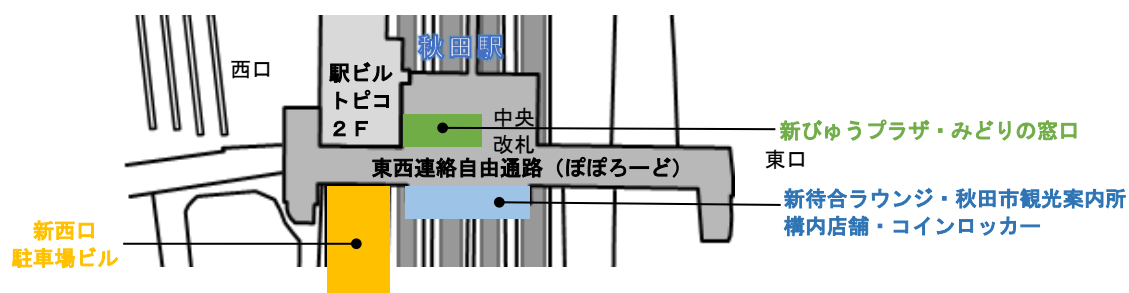 秋田駅
西口
駅ビル
トピコ
２Ｆ
中央
改札
新びゅうプラザ・みどりの窓口
東口
東西連絡自由通路（ぽぽろーど）
新待合ラウンジ・秋田市観光案内所
構内店舗・コインロッカー
新西口
駐車場ビル